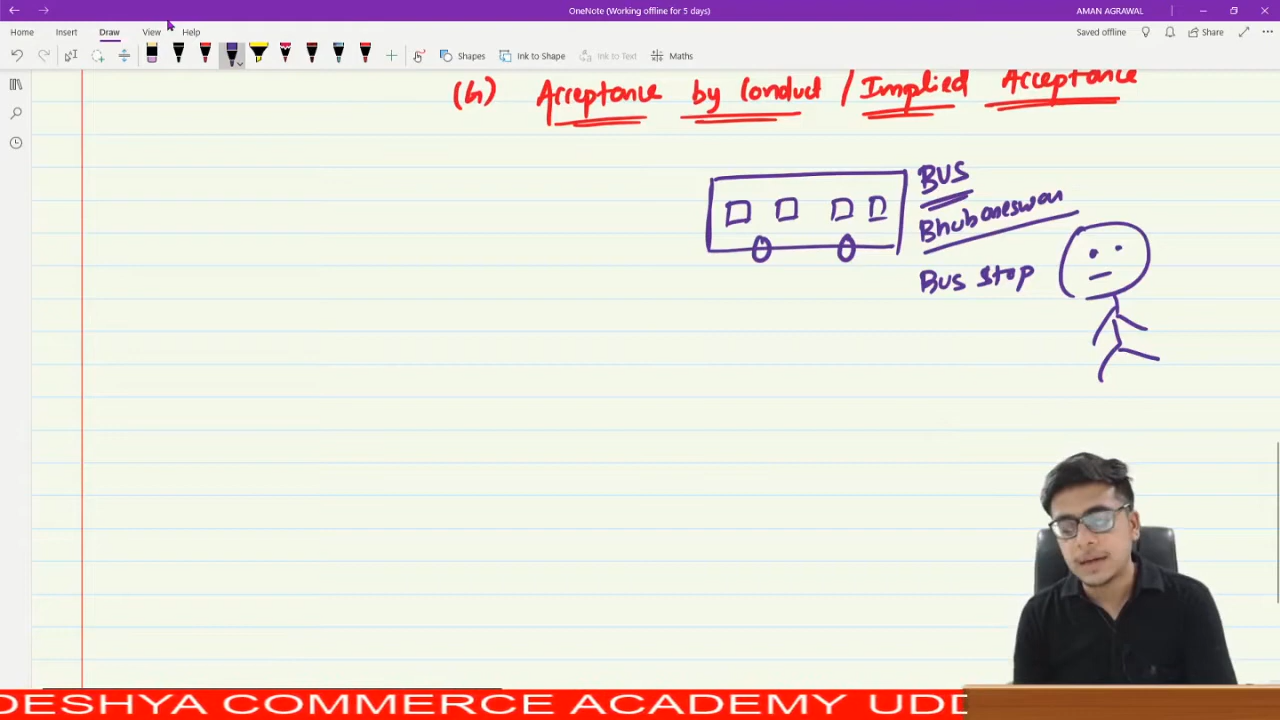 OneNote (Working offline for 5 days)
AMAN AGRAWAL
Home Insert Draw View Help
Saved offline
Share
Shapes
Ink to Shape
Ink to Text
Maths
(h) Acceptance by Conduct / Implied Acceptance
BUS
Bhubaneswar
Bus stop
DESHYA COMMERCE ACADEMY UDD